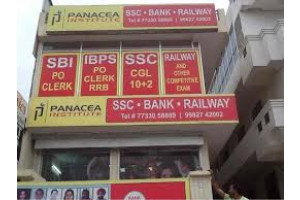 PANACEA INSTITUTE
SSC • BANK • RAILWAY
SBI
PO
CLERK
IBPS
PO
CLERK
RRB
SSC
CGL
10+2
RAILWAY
AND
OTHER
COMPETITIVE
EXAM
PANACEA
INSTITUTE
SSC • BANK • RAILWAY